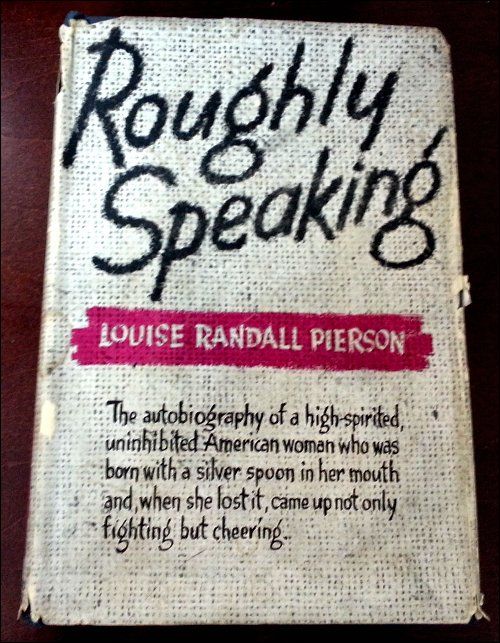 Roughly
Speaking
LOUISE RANDALL PIERSON
The autobiography of a high-spirited,
uninhibited American woman who was
born with a silver spoon in her mouth
and, when she lost it, came up not only
fighting but cheering..